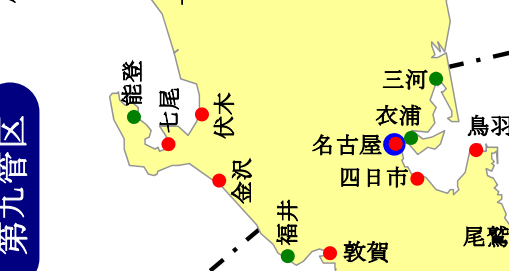 第九管区
能登
七尾
伏木
金沢
福井
敦賀
三河
衣浦
名古屋
四日市
鳥羽
尾鷲